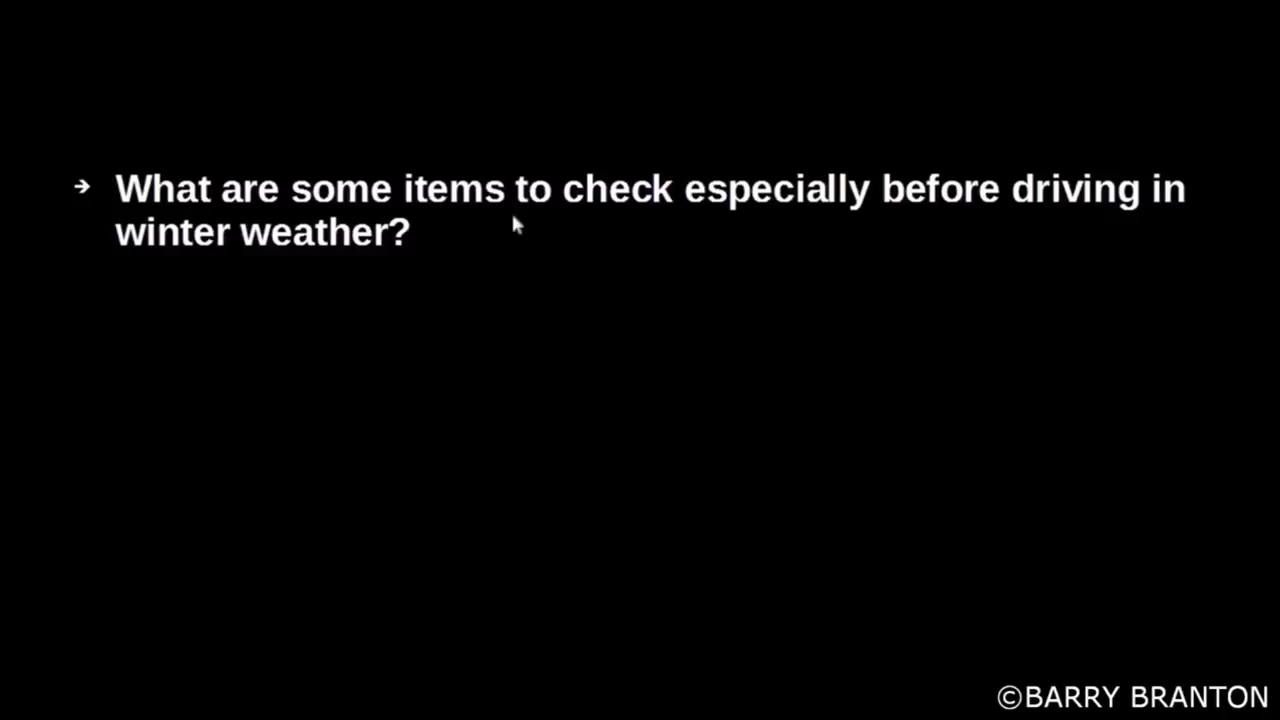 ➔ What are some items to check especially before driving in
winter weather?
©BARRY BRANTON